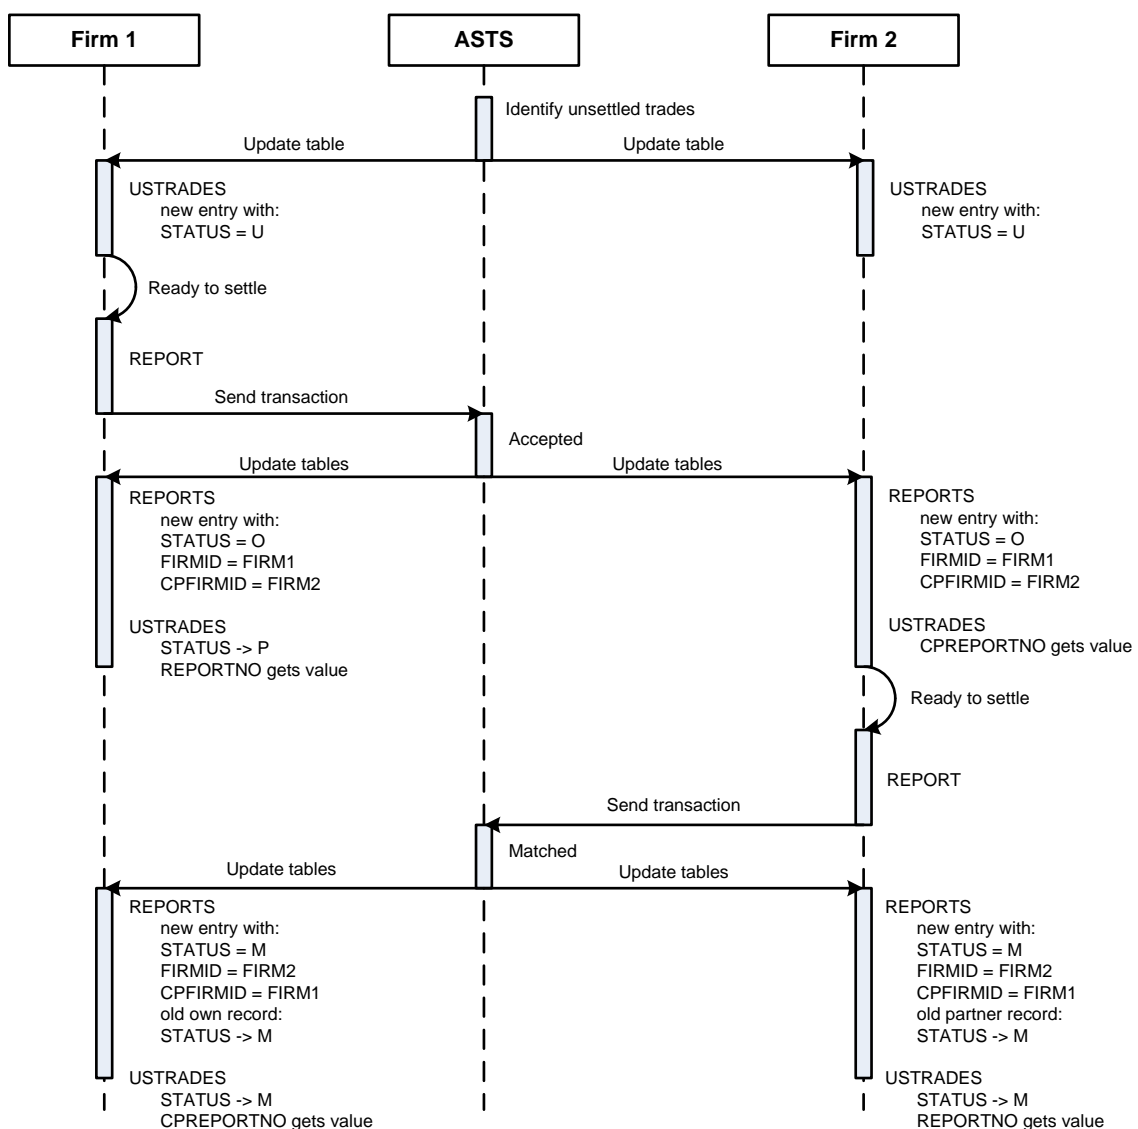 Firm 1
ASTS
Firm 2
Identify unsettled trades
Update table
Update table
USTRADES
new entry with:
STATUS = U
USTRADES
new entry with:
STATUS = U
Ready to settle
REPORT
Send transaction
Accepted
Update tables
Update tables
REPORTS
new entry with:
STATUS = O
FIRMID = FIRM1
CPFIRMID = FIRM2
USTRADES
STATUS -> P
REPORTNO gets value
REPORTS
new entry with:
STATUS = O
FIRMID = FIRM1
CPFIRMID = FIRM2
USTRADES
CPREPORTNO gets value
Ready to settle
REPORT
Send transaction
Matched
Update tables
Update tables
REPORTS
new entry with:
STATUS = M
FIRMID = FIRM2
CPFIRMID = FIRM1
old own record:
STATUS -> M
USTRADES
STATUS -> M
CPREPORTNO gets value
REPORTS
new entry with:
STATUS = M
FIRMID = FIRM2
CPFIRMID = FIRM1
old partner record:
STATUS -> M
USTRADES
STATUS -> M
REPORTNO gets value